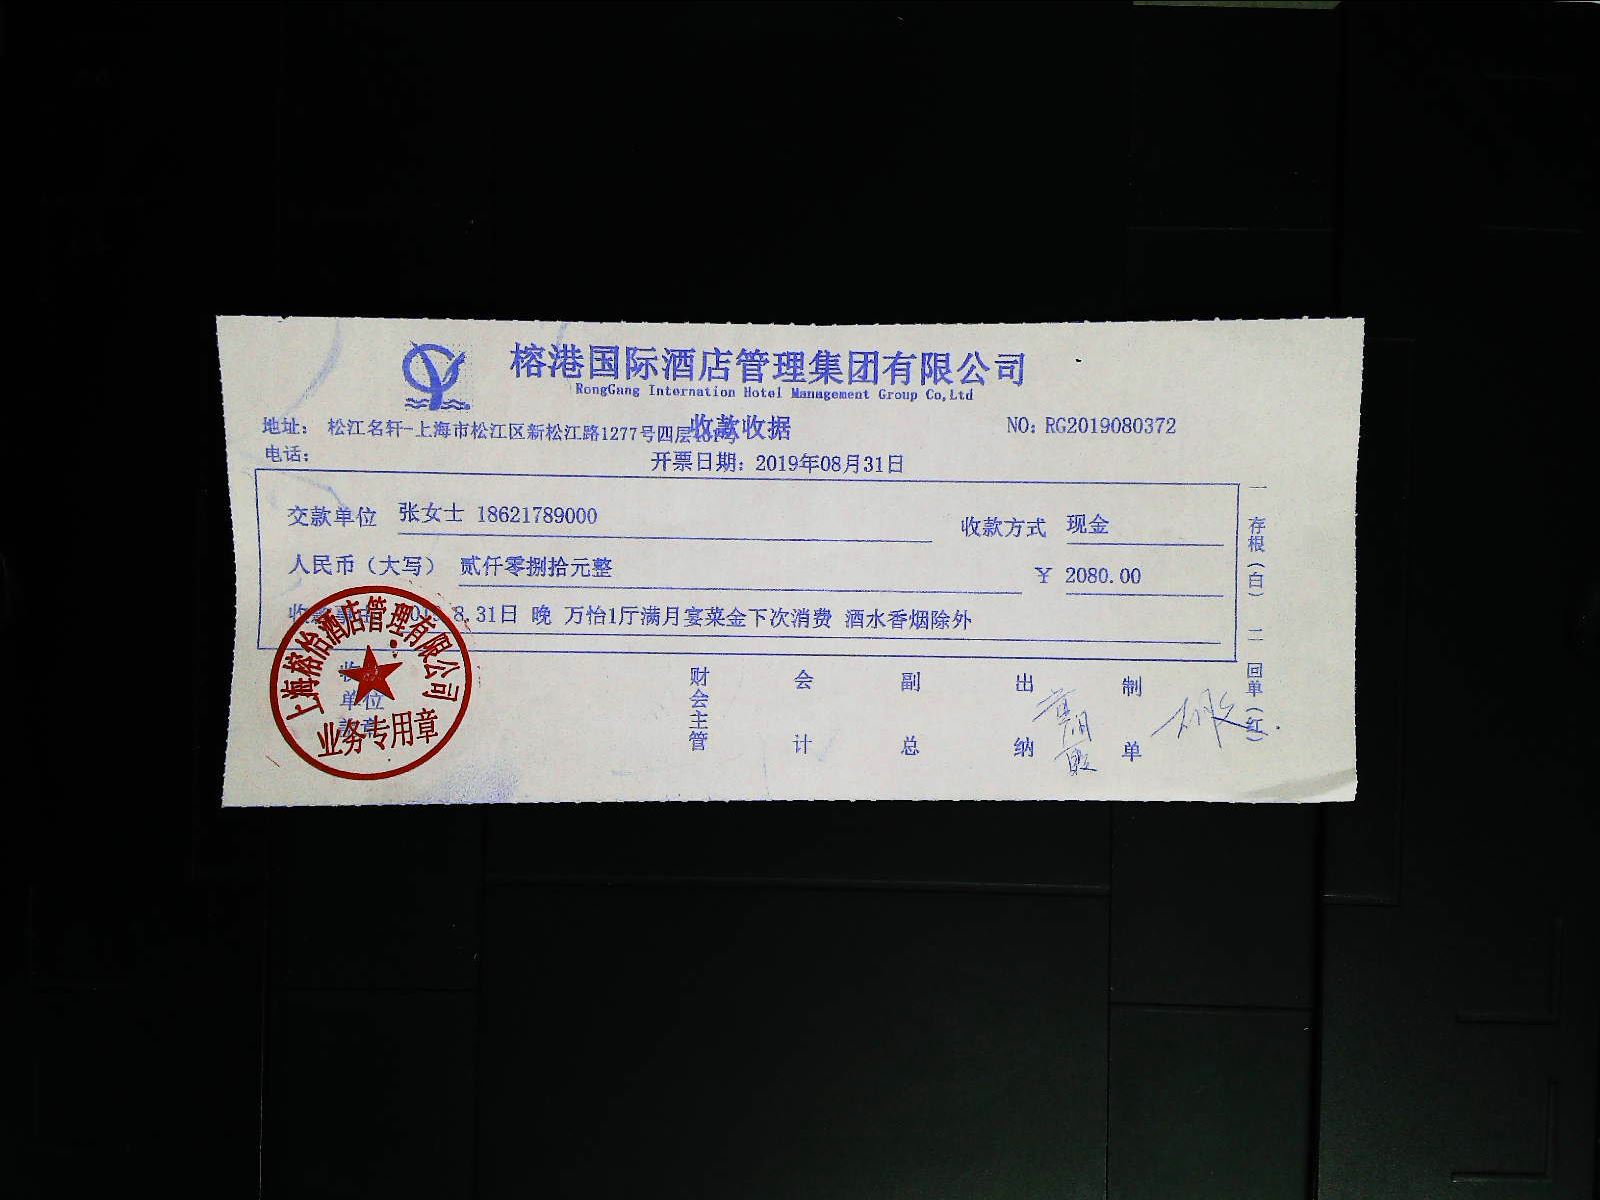 榕港国际酒店管理集团有限公司
RongGang Internation Hotel Management Group Co,Ltd
地址: 松江名轩-上海市松江区新松江路1277号四层
收款收据
NO: RG2019080372
电话:
开票日期: 2019年08月31日
交款单位 张女士 18621789000
收款方式 现金
人民币（大写） 贰仟零捌拾元整
¥ 2080.00
8.31日 晚 万怡1厅满月宴菜金下次消费 酒水香烟除外
单位
财会主管
会计
副总
出纳
制单
一存根(白) 二回单(红)
上海榕怡酒店管理有限公司
业务专用章